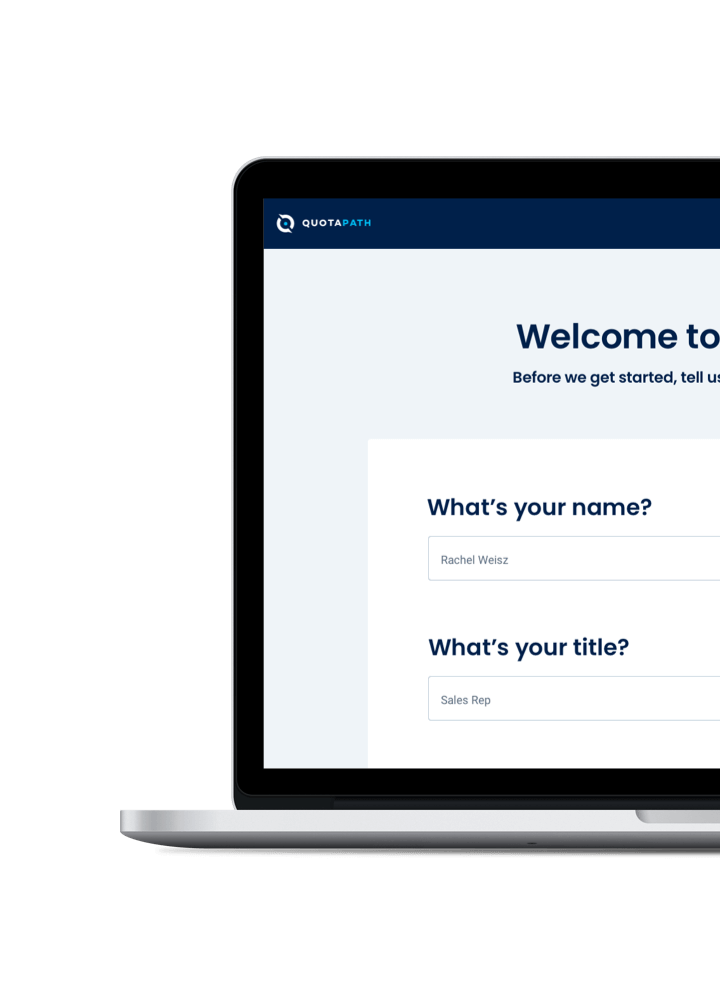 QUOTAPATH
Welcome to
Before we get started, tell us
What's your name?
Rachel Weisz
What's your title?
Sales Rep